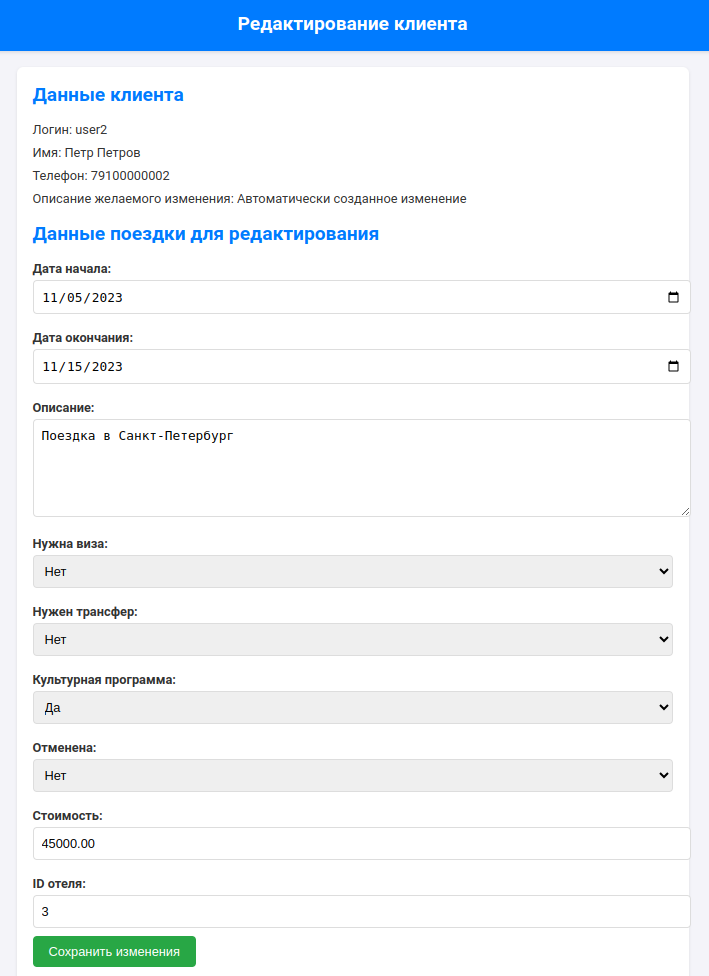 Редактирование клиента
Данные клиента
Логин: user2
Имя: Петр Петров
Телефон: 79100000002
Описание желаемого изменения: Автоматически созданное изменение
Данные поездки для редактирования
Дата начала:
11/05/2023
Дата окончания:
11/15/2023
Описание:
Поездка в Санкт-Петербург
Нужна виза:
Нет
Нужен трансфер:
Нет
Культурная программа:
Да
Отменена:
Нет
Стоимость:
45000.00
ID отеля:
3
Сохранить изменения